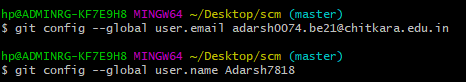 hp@ADMINRG-KF7E9H8 MINGW64 ~/Desktop/scm (master)
$ git config --global user.email adarsh0074.be21@chitkara.edu.in
hp@ADMINRG-KF7E9H8 MINGW64 ~/Desktop/scm (master)
$ git config --global user.name Adarsh7818